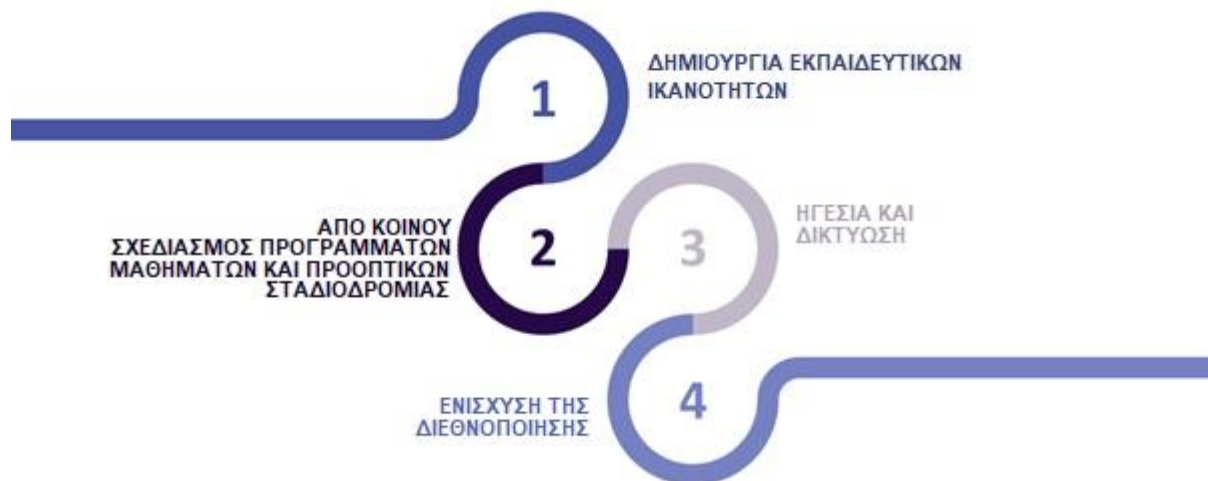 1
ΔΗΜΙΟΥΡΓΙΑ ΕΚΠΑΙΔΕΥΤΙΚΩΝ
ΙΚΑΝΟΤΗΤΩΝ
2
ΑΠΟ ΚΟΙΝΟΥ
ΣΧΕΔΙΑΣΜΟΣ ΠΡΟΓΡΑΜΜΑΤΩΝ
ΜΑΘΗΜΑΤΩΝ ΚΑΙ ΠΡΟΟΠΤΙΚΩΝ
ΣΤΑΔΙΟΔΡΟΜΙΑΣ
3
ΗΓΕΣΙΑ ΚΑΙ
ΔΙΚΤΥΩΣΗ
4
ΕΝΙΣΧΥΣΗ ΤΗΣ
ΔΙΕΘΝΟΠΟΙΗΣΗΣ